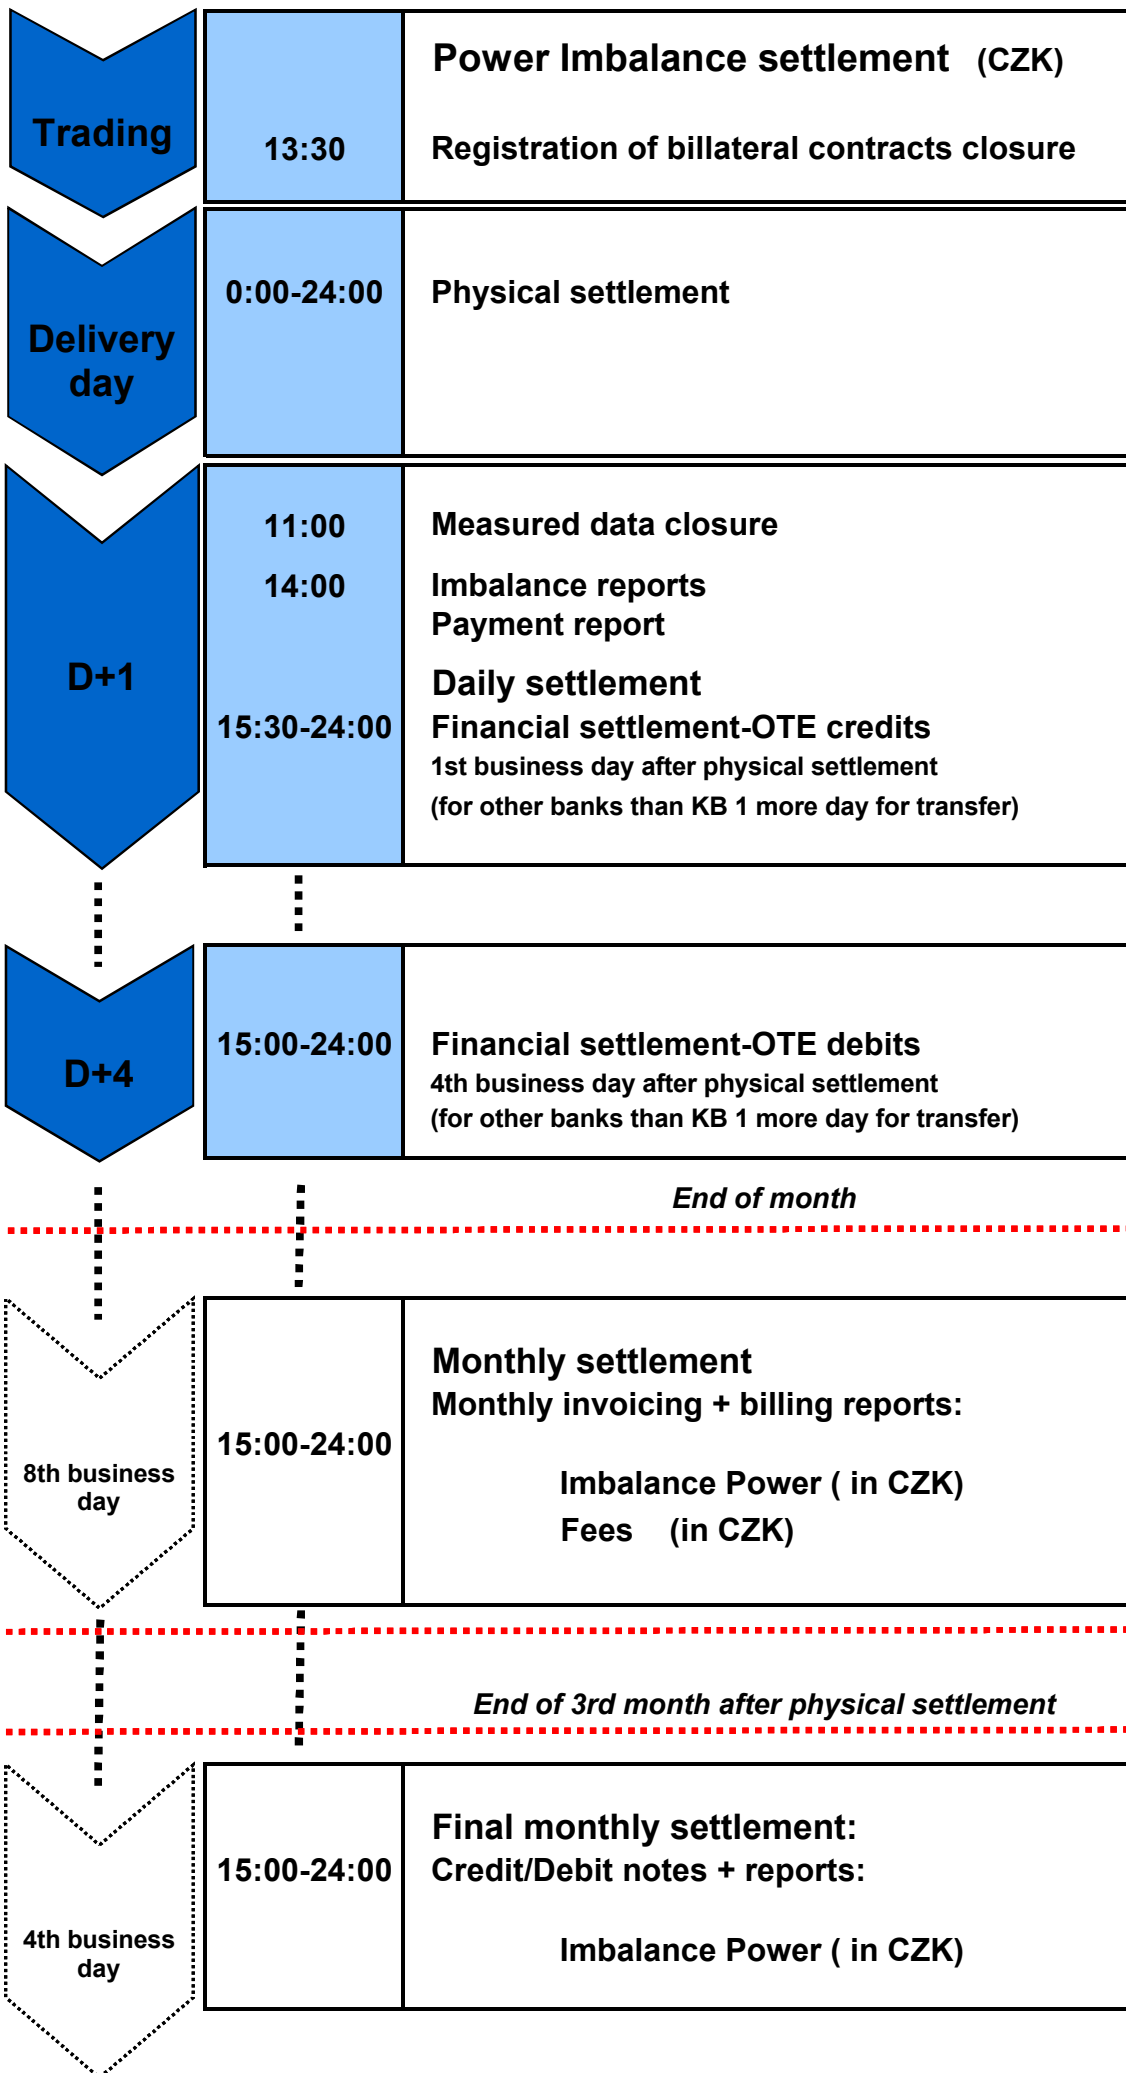 Power Imbalance settlement (CZK)
Trading
13:30
Registration of billateral contracts closure
Delivery
day
0:00-24:00
Physical settlement
D+1
11:00
Measured data closure
14:00
Imbalance reports
Payment report
Daily settlement
15:30-24:00
Financial settlement-OTE credits
1st business day after physical settlement
(for other banks than KB 1 more day for transfer)
D+4
15:00-24:00
Financial settlement-OTE debits
4th business day after physical settlement
(for other banks than KB 1 more day for transfer)
End of month
8th business
day
15:00-24:00
Monthly settlement
Monthly invoicing + billing reports:
Imbalance Power ( in CZK)
Fees (in CZK)
End of 3rd month after physical settlement
4th business
day
15:00-24:00
Final monthly settlement:
Credit/Debit notes + reports:
Imbalance Power ( in CZK)